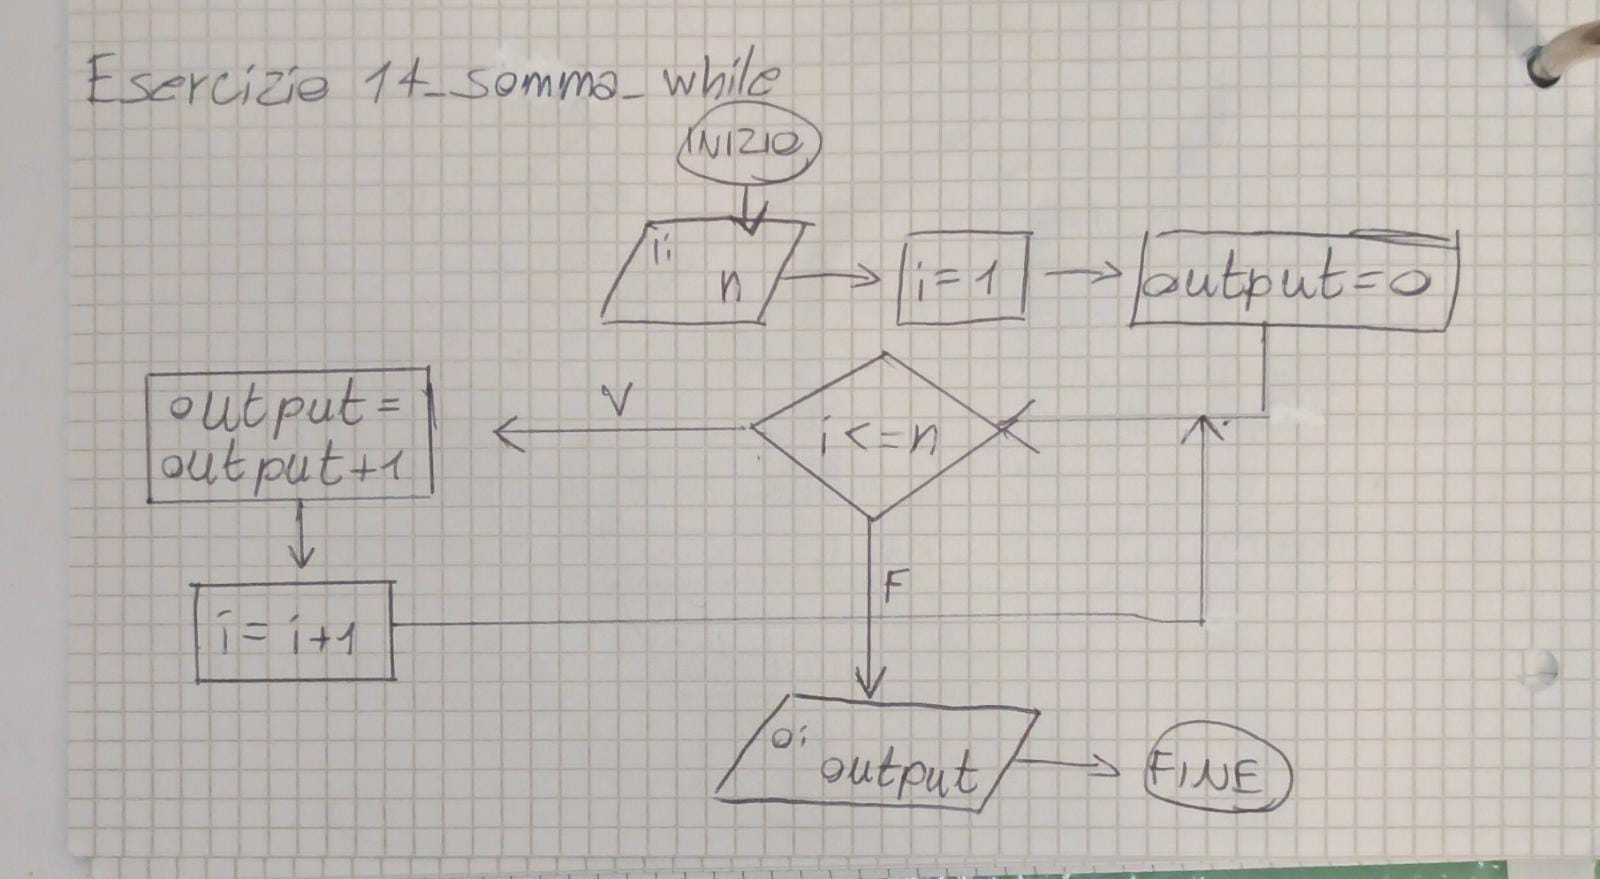 Esercizio 14_somma_while
INIZIO
I:
n
i=1
output=0
output=
output+1
V
i<=n
F
i=i+1
O:
output
FINE